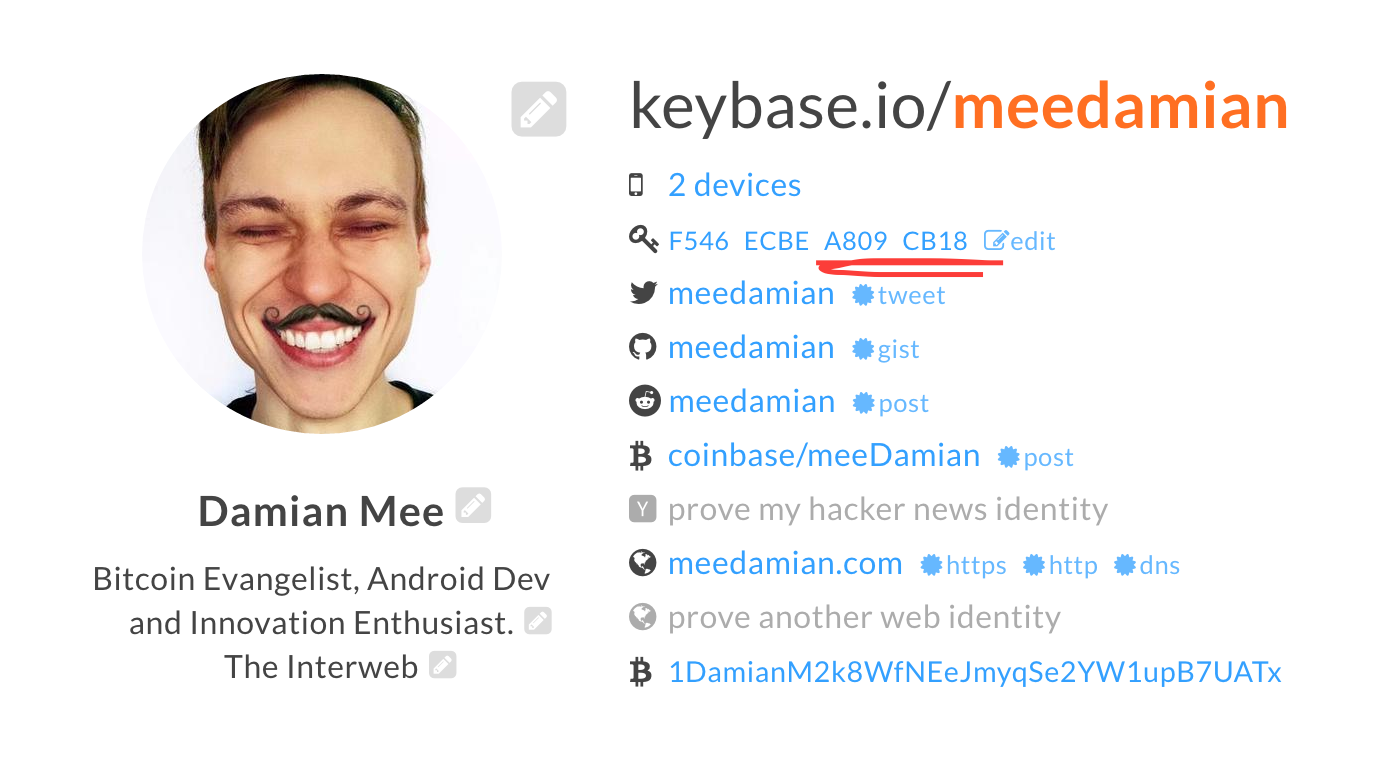 keybase.io/meedamian
2 devices
F546 ECBE A809 CB18 edit
meedamian tweet
meedamian gist
meedamian post
coinbase/meeDamian post
Y prove my hacker news identity
meedamian.com https http dns
prove another web identity
1DamianM2k8WfNEeJmyqSe2YW1upB7UATx
Damian Mee
Bitcoin Evangelist, Android Dev
and Innovation Enthusiast.
The Interweb